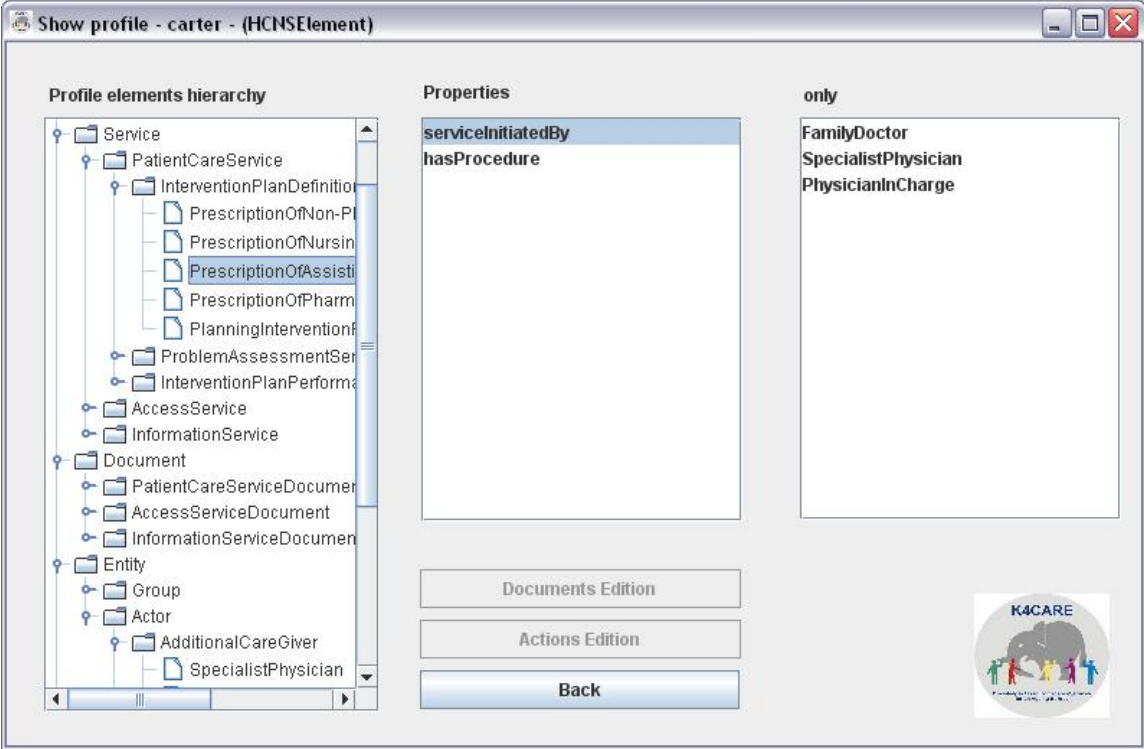 Show profile - carter - (HCNSElement)
Profile elements hierarchy
Service
PatientCareService
InterventionPlanDefinition
PrescriptionOfNon-P
PrescriptionOfNursin
PrescriptionOfAssisti
PrescriptionOfPharm
PlanningIntervention
ProblemAssessmentSer
InterventionPlanPerforma
AccessService
InformationService
Document
PatientCareServiceDocumen
AccessServiceDocument
InformationServiceDocumen
Entity
Group
Actor
AdditionalCareGiver
SpecialistPhysician
Properties
serviceInitiatedBy
hasProcedure
Documents Edition
Actions Edition
Back
only
FamilyDoctor
SpecialistPhysician
PhysicianInCharge
K4CARE